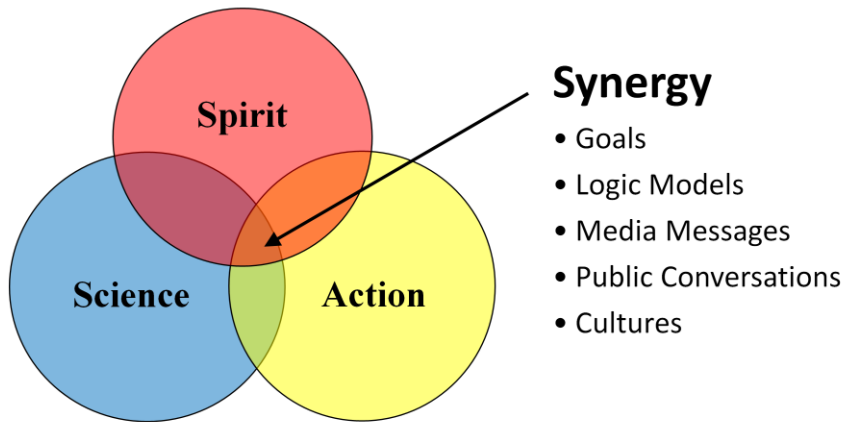 Spirit
Science
Action
Synergy
• Goals
• Logic Models
• Media Messages
• Public Conversations
• Cultures